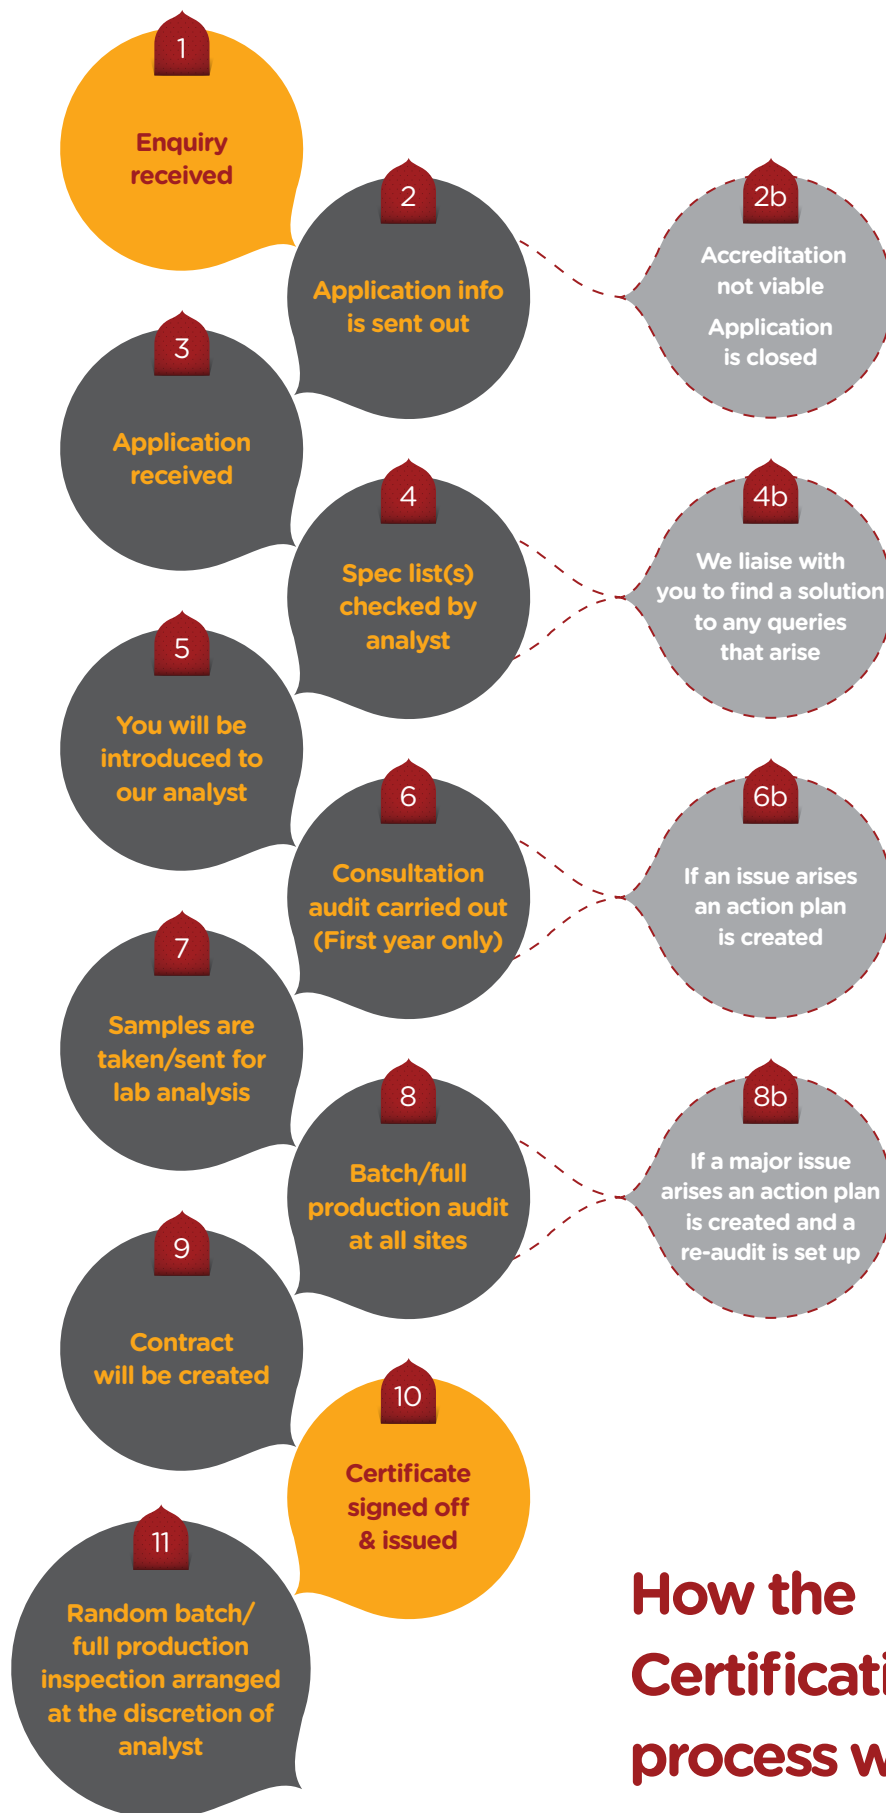 1
Enquiry
received
2
Application info
is sent out
2b
Accreditation
not viable
Application
is closed
3
Application
received
4
Spec list(s)
checked by
analyst
4b
We liaise with
you to find a solution
to any queries
that arise
5
You will be
introduced to
our analyst
6
Consultation
audit carried out
(First year only)
6b
If an issue arises
an action plan
is created
7
Samples are
taken/sent for
lab analysis
8
Batch/full
production audit
at all sites
8b
If a major issue
arises an action plan
is created and a
re-audit is set up
9
Contract
will be created
10
Certificate
signed off
& issued
11
Random batch/
full production
inspection arranged
at the discretion of
analyst
How the
process